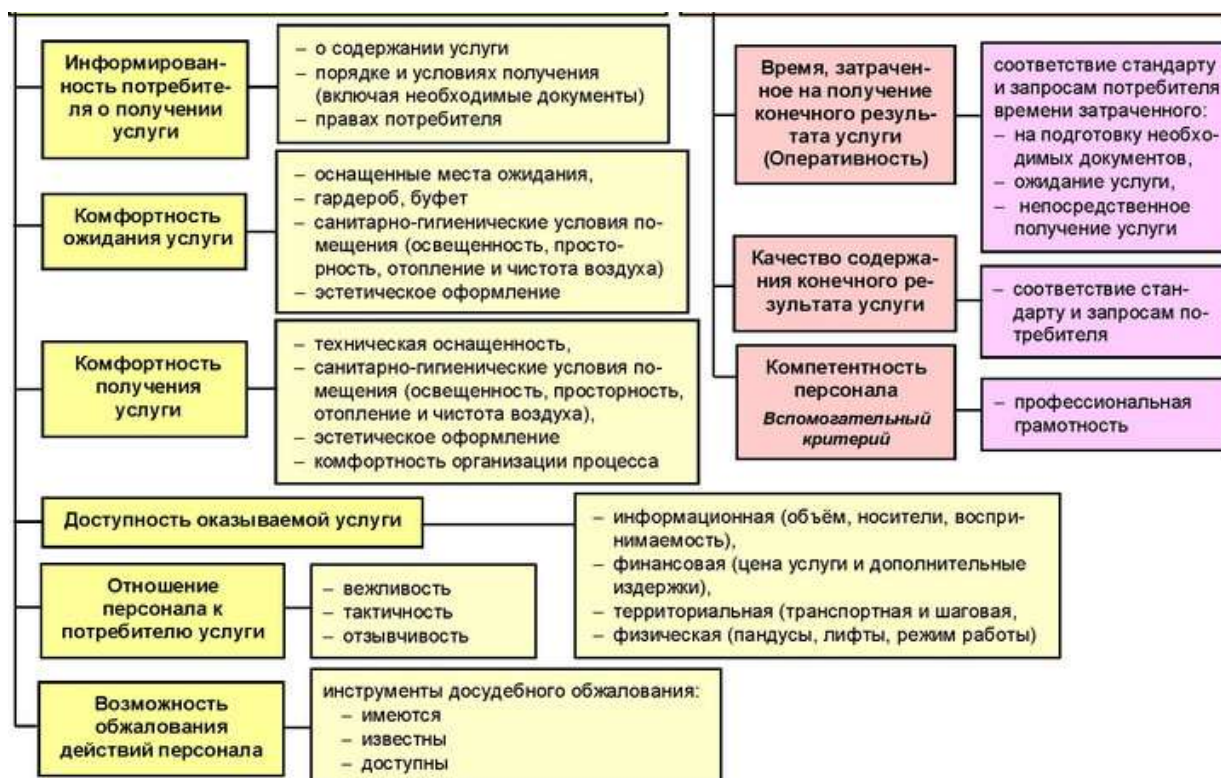 Информирован-
ность потребите-
ля о получении
услуги
– о содержании услуги
– порядке и условиях получения
(включая необходимые документы)
– правах потребителя
Комфортность
ожидания услуги
– оснащенные места ожидания,
– гардероб, буфет
– санитарно-гигиенические условия по-
мещения (освещенность, простор-
ность, отопление и чистота воздуха)
– эстетическое оформление
Комфортность
получения
услуги
– техническая оснащенность,
– санитарно-гигиенические условия по-
мещения (освещенность, просторность,
отопление и чистота воздуха),
– эстетическое оформление
– комфортность организации процесса
Доступность оказываемой услуги
– информационная (объём, носители, воспри-
нимаемость),
– финансовая (цена услуги и дополнительные
издержки),
– территориальная (транспортная и шаговая,
– физическая (пандусы, лифты, режим работы)
Отношение
персонала к
потребителю услуги
– вежливость
– тактичность
– отзывчивость
Возможность
обжалования
действий персонала
инструменты досудебного обжалования:
– имеются
– известны
– доступны
Время, затрачен-
ное на получение
конечного резуль-
тата услуги
(Оперативность)
соответствие стандарту
и запросам потребителя
времени затраченного:
– на подготовку необхо-
димых документов,
– ожидание услуги,
– непосредственное
получение услуги
Качество содержа-
ния конечного ре-
зультата услуги
– соответствие стан-
дарту и запросам по-
требителя
Компетентность
персонала
Вспомогательный
критерий
– профессиональная
грамотность